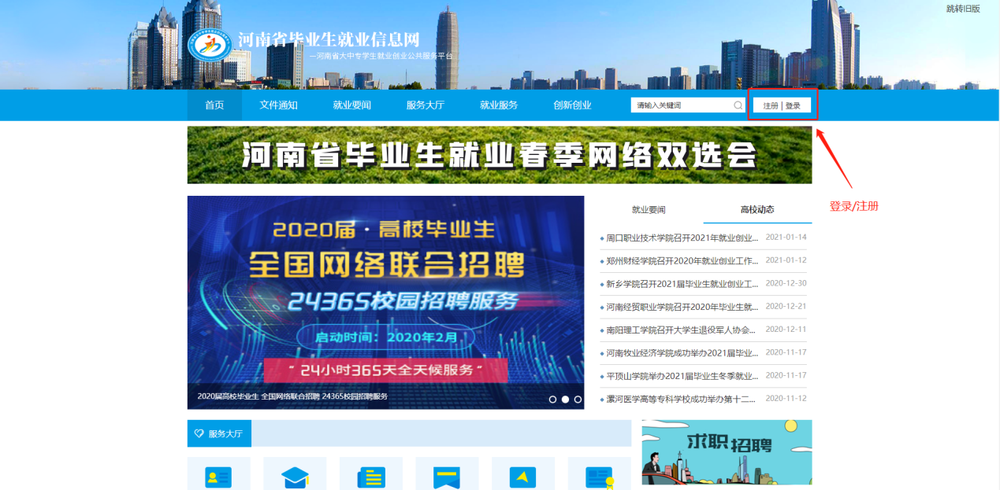 跳转旧版
河南省毕业生就业信息网
—河南省大中专学生就业创业公共服务平台
首页 文件通知 就业要闻 服务大厅 就业服务 创新创业 请输入关键词 注册 | 登录
河南省毕业生就业春季网络双选会
登录/注册
2020届·高校毕业生
全国网络联合招聘
24365校园招聘服务
启动时间：2020年2月
“24小时365天全天候服务”
2020届高校毕业生 全国网络联合招聘 24365校园招聘服务
就业要闻 高校动态
周口职业技术学院召开2021年就业创业... 2021-01-14
郑州财经学院召开2020年就业创业工作... 2021-01-12
新乡学院召开2021届毕业生就业创业工... 2020-12-30
河南经贸职业学院召开2020年毕业生就... 2020-12-21
南阳理工学院召开大学生退役军人协会... 2020-12-11
河南牧业经济学院成功举办2021届毕业... 2020-11-17
平顶山学院举办2021届毕业生冬季就业... 2020-11-17
漯河医学高等专科学校成功举办第十二... 2020-11-12
服务大厅
求职招聘